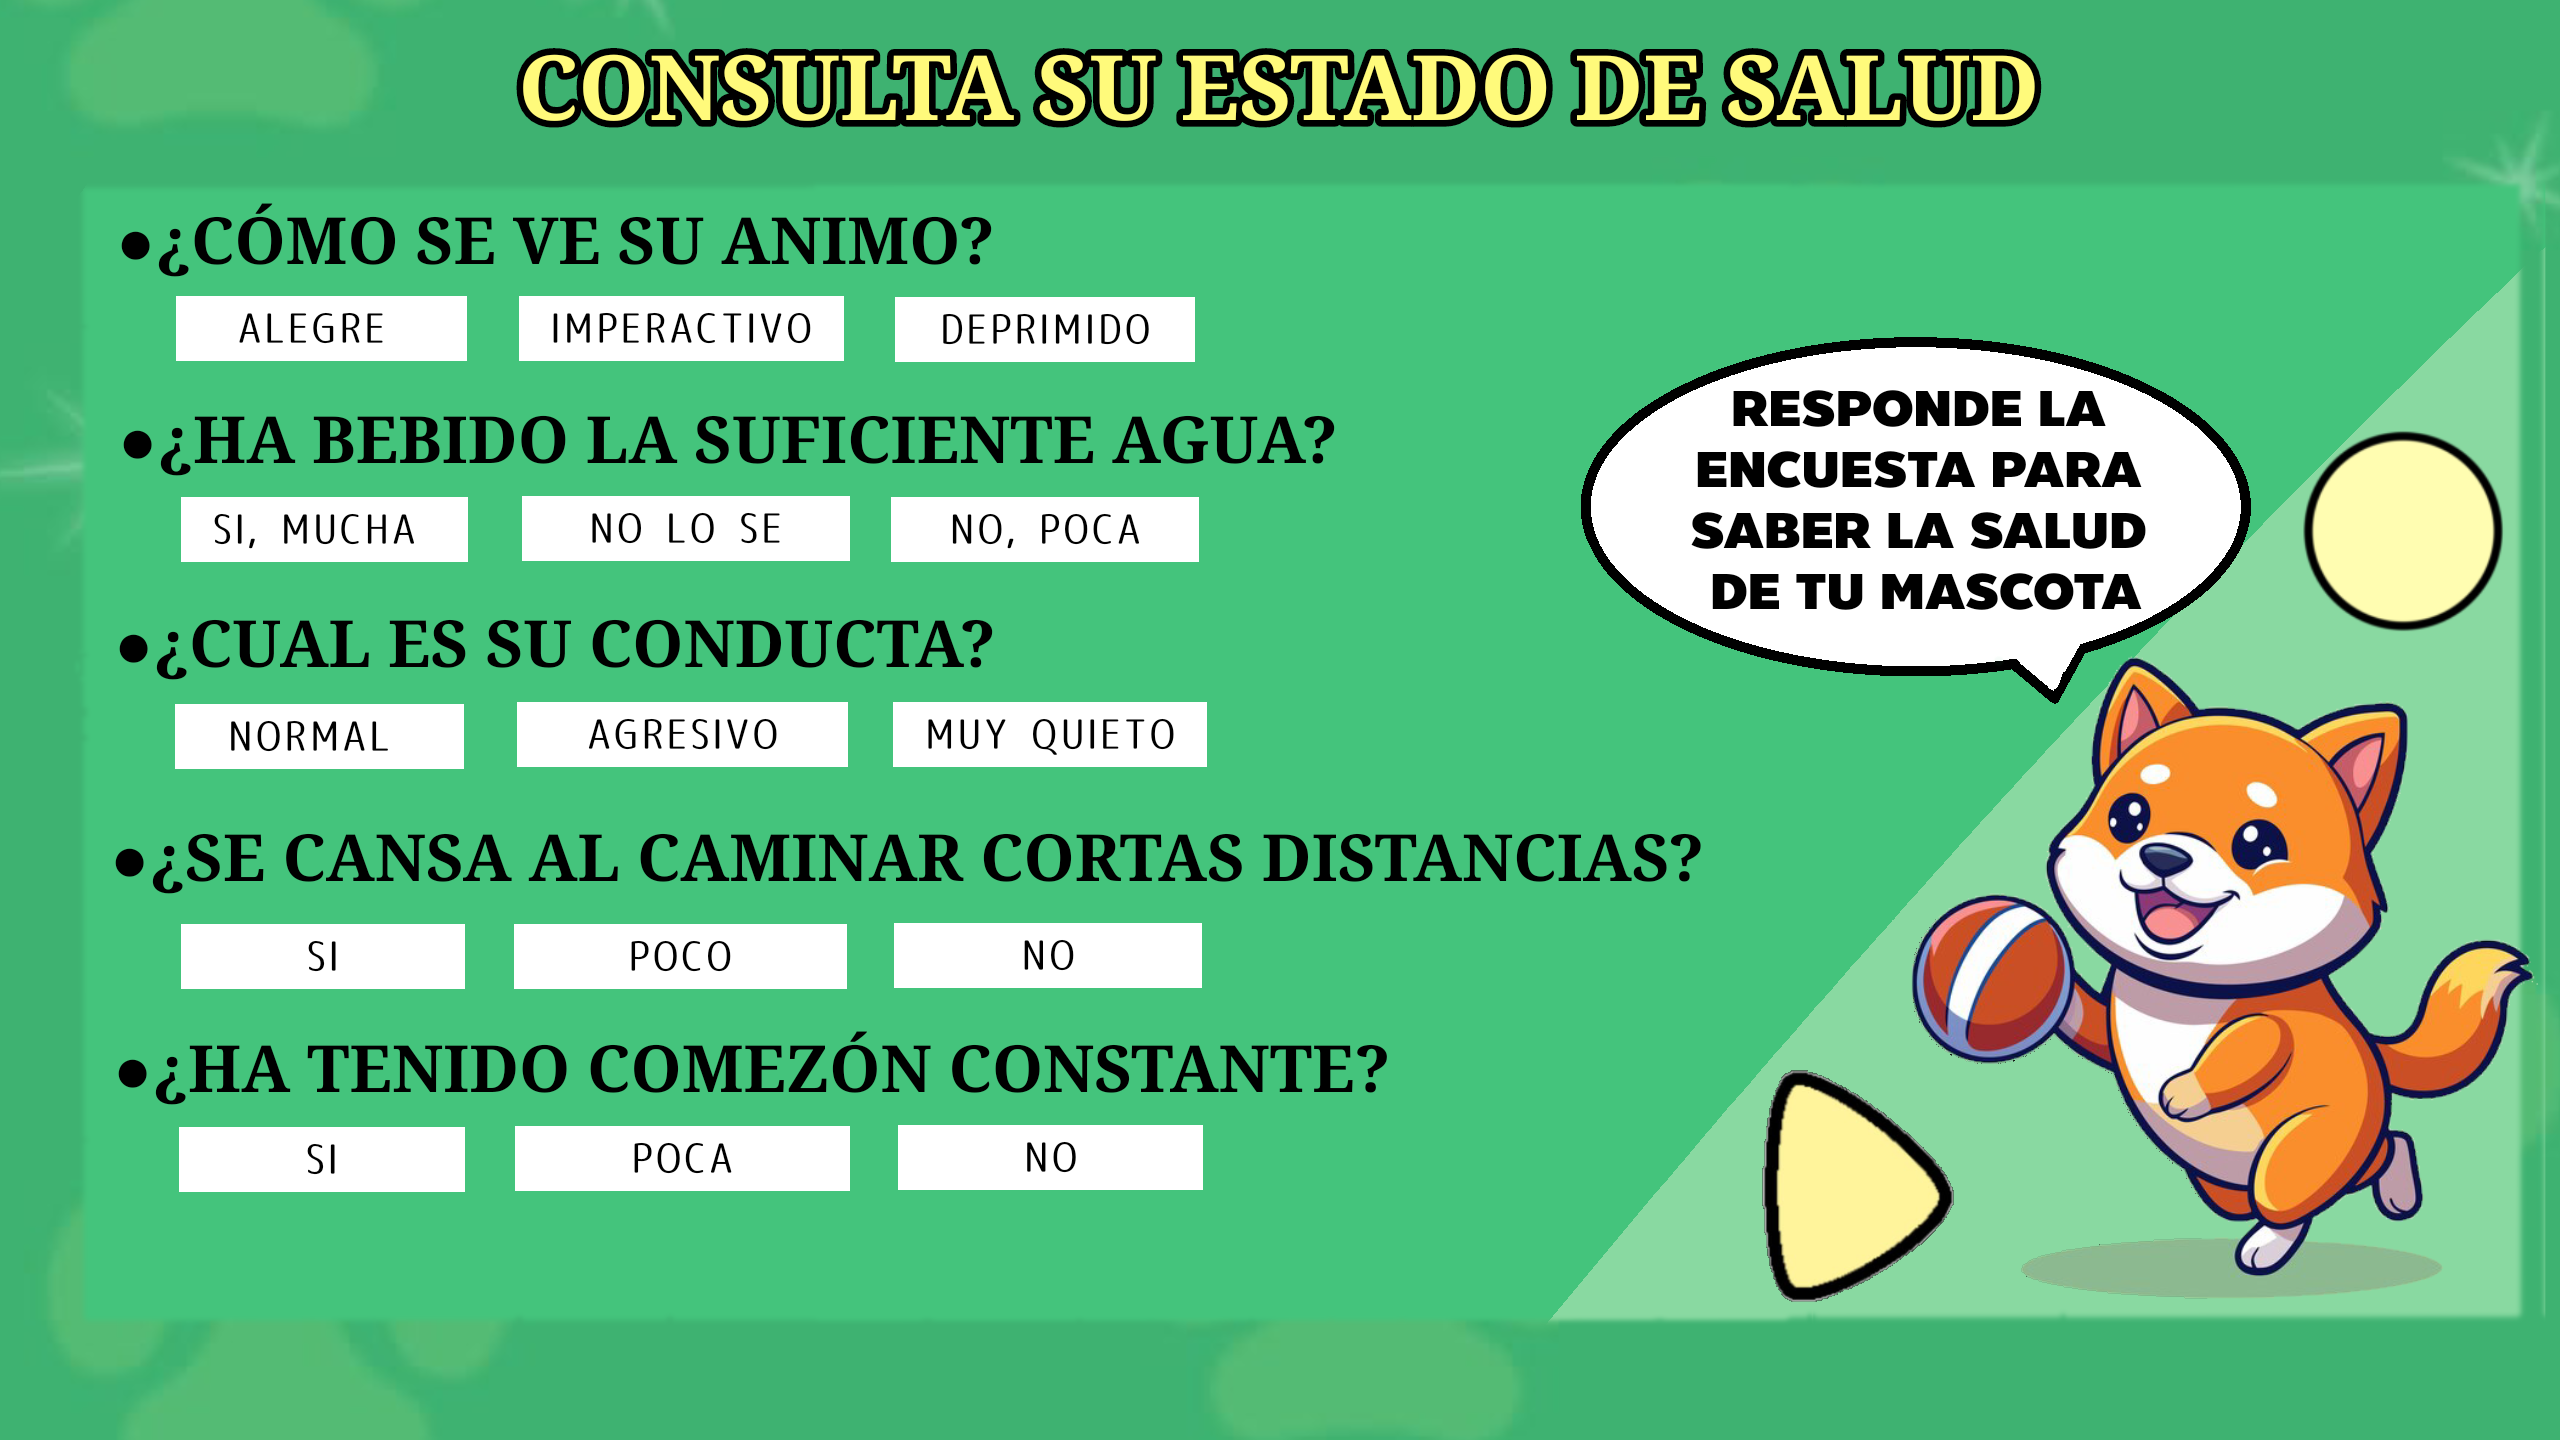 CONSULTA SU ESTADO DE SALUD
●¿CÓMO SE VE SU ANIMO?
ALEGRE IMPERACTIVO DEPRIMIDO
●¿HA BEBIDO LA SUFICIENTE AGUA?
SI, MUCHA NO LO SE NO, POCA
●¿CUAL ES SU CONDUCTA?
NORMAL AGRESIVO MUY QUIETO
●¿SE CANSA AL CAMINAR CORTAS DISTANCIAS?
SI POCO NO
●¿HA TENIDO COMEZÓN CONSTANTE?
SI POCA NO
RESPONDE LA
ENCUESTA PARA
SABER LA SALUD
DE TU MASCOTA